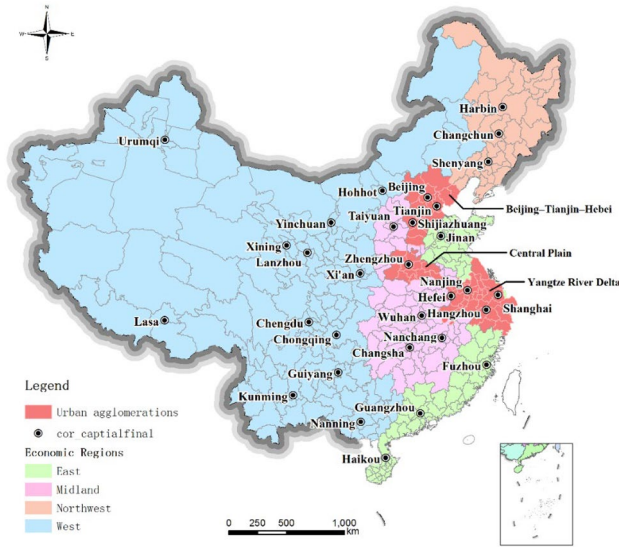 N
W
E
S
Harbin
Urumqi
Changchun
Shenyang
Hohhot
Beijing
Beijing-Tianjin-Hebei
Tianjin
Taiyuan
Yinchuan
Shijiazhuang
Jinan
Xining
Lanzhou
Zhengzhou
Central Plain
Xi'an
Nanjing
Yangtze River Delta
Hefei
Lasa
Chengdu
Wuhan
Hangzhou
Shanghai
Chongqing
Nanchang
Changsha
Fuzhou
Guiyang
Kunming
Guangzhou
Nanning
Haikou
Legend
Urban agglomerations
cor_captialfinal
Economic Regions
East
Midland
Northwest
West
0 250 500 1,000
km